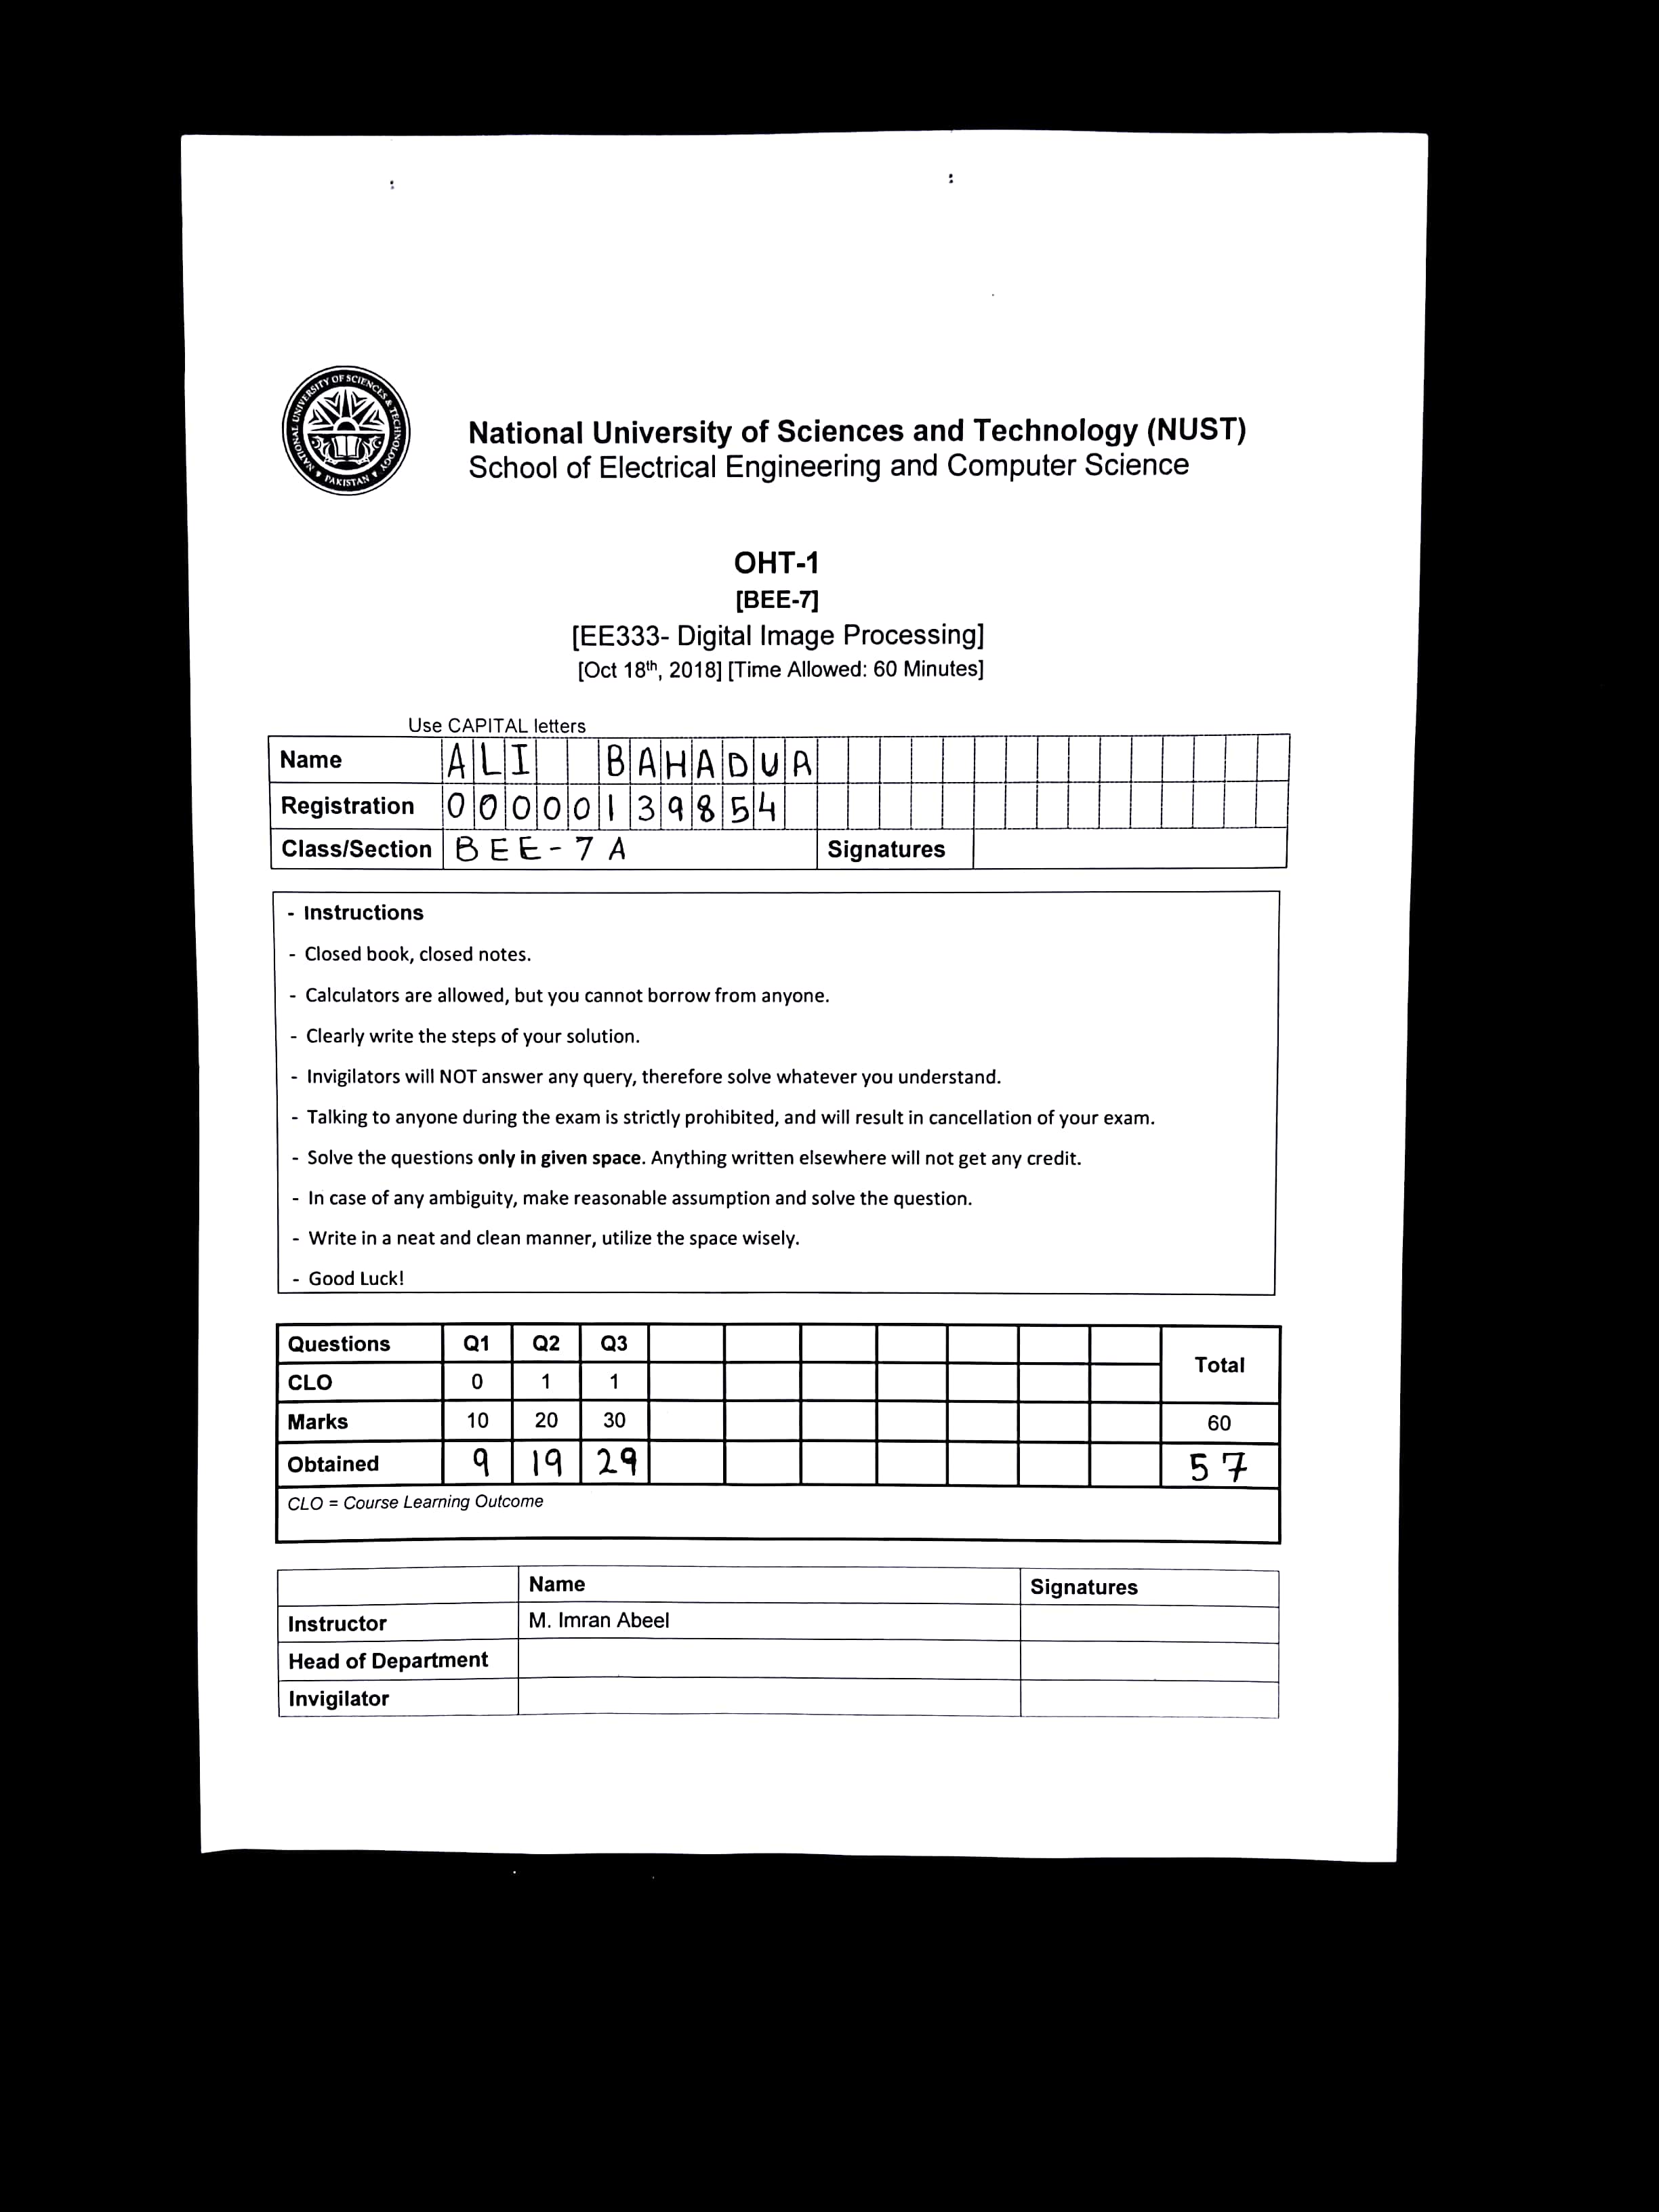 NATIONAL UNIVERSITY OF SCIENCES & TECHNOLOGY
PAKISTAN
National University of Sciences and Technology (NUST)
School of Electrical Engineering and Computer Science
OHT-1
[BEE-7]
[EE333- Digital Image Processing]
[Oct 18th, 2018] [Time Allowed: 60 Minutes]
Use CAPITAL letters
Name ALI BAHADUA
Registration 00000139854
Class/Section BEE-7A Signatures
- Instructions
- Closed book, closed notes.
- Calculators are allowed, but you cannot borrow from anyone.
- Clearly write the steps of your solution.
- Invigilators will NOT answer any query, therefore solve whatever you understand.
- Talking to anyone during the exam is strictly prohibited, and will result in cancellation of your exam.
- Solve the questions only in given space. Anything written elsewhere will not get any credit.
- In case of any ambiguity, make reasonable assumption and solve the question.
- Write in a neat and clean manner, utilize the space wisely.
- Good Luck!
Questions Q1 Q2 Q3 Total
CLO 0 1 1
Marks 10 20 30 60
Obtained 9 19 29 57
CLO = Course Learning Outcome
Name Signatures
Instructor M. Imran Abeel
Head of Department
Invigilator